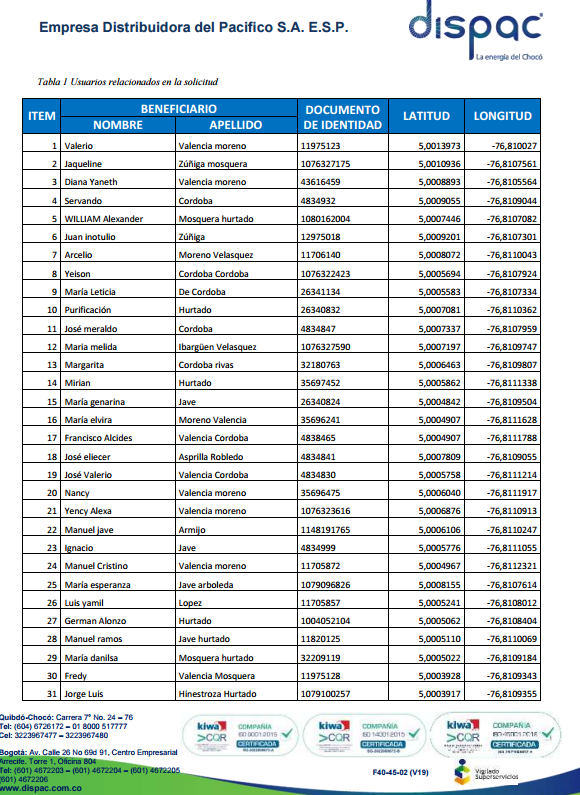 Empresa Distribuidora del Pacifico S.A. E.S.P.
dispac
La energía del Chocó
Tabla 1 Usuarios relacionados en la solicitud
ITEM BENEFICIARIO DOCUMENTO DE IDENTIDAD LATITUD LONGITUD
NOMBRE APELLIDO
1 Valerio Valencia moreno 11975123 5,0013973 -76,810027
2 Jaqueline Zúñiga mosquera 1076327175 5,0010936 -76,8107561
3 Diana Yaneth Valencia moreno 43616459 5,0008893 -76,8105564
4 Servando Cordoba 4834932 5,0009055 -76,8109044
5 WILLIAM Alexander Mosquera hurtado 1080162004 5,0007446 -76,8107082
6 Juan inotulio Zúñiga 12975018 5,0009201 -76,8107301
7 Arcelio Moreno Velasquez 11706140 5,0008072 -76,8110043
8 Yeison Cordoba Cordoba 1076322423 5,0005694 -76,8107924
9 María Leticia De Cordoba 26341134 5,0005583 -76,8107334
10 Purificación Hurtado 26340832 5,0007081 -76,8110362
11 José meraldo Cordoba 4834847 5,0007337 -76,8107959
12 Maria melida Ibargüen Velasquez 1076327590 5,0007197 -76,8109747
13 Margarita Cordoba rivas 32180763 5,0006463 -76,8109807
14 Mirian Hurtado 35697452 5,0005862 -76,8111338
15 María genarina Jave 26340824 5,0004842 -76,8109504
16 María elvira Moreno Valencia 35696241 5,0004907 -76,8111628
17 Francisco Alcides Valencia Cordoba 4838465 5,0004907 -76,8111788
18 José eliecer Asprilla Robledo 4834841 5,0007809 -76,8109055
19 José Valerio Valencia Cordoba 4834830 5,0005758 -76,8111214
20 Nancy Valencia moreno 35696475 5,0006040 -76,8111917
21 Yency Alexa Valencia moreno 1076323616 5,0006876 -76,8110913
22 Manuel jave Armijo 1148191765 5,0006106 -76,8110247
23 Ignacio Jave 4834999 5,0005776 -76,8111055
24 Manuel Cristino Valencia moreno 11705872 5,0004967 -76,8112321
25 María esperanza Jave arboleda 1079096826 5,0008155 -76,8107614
26 Luis yamil Lopez 11705857 5,0005241 -76,8108012
27 German Alonzo Hurtado 1004052104 5,0005062 -76,8108404
28 Manuel ramos Jave hurtado 11820125 5,0005110 -76,8110069
29 María danilsa Mosquera hurtado 32209119 5,0005022 -76,8109184
30 Fredy Valencia Mosquera 11975128 5,0003928 -76,8109343
31 Jorge Luis Hinestroza Hurtado 1079100257 5,0003917 -76,8109355
Quibdó-Chocó: Carrera 7ª No. 24 – 76
Tel: (604) 6726172 – 01 8000 517777
Cel: 3223967477 – 3223967480
Bogotá: Av. Calle 26 No 69d 91, Centro Empresarial
Arrecife. Torre 1, Oficina 804
Tel: (601) 4672203 – (601) 4672204 – (601) 4672205
(601) 4672206
www.dispac.com.co
kiwa CQR COMPAÑÍA ISO 9001:2015 CERTIFICADA
kiwa CQR COMPAÑÍA ISO 14001:2015 CERTIFICADA
kiwa CQR COMPAÑÍA ISO 45001:2018 CERTIFICADA
F40-45-02 (V19)
Vigilado
Superservicios